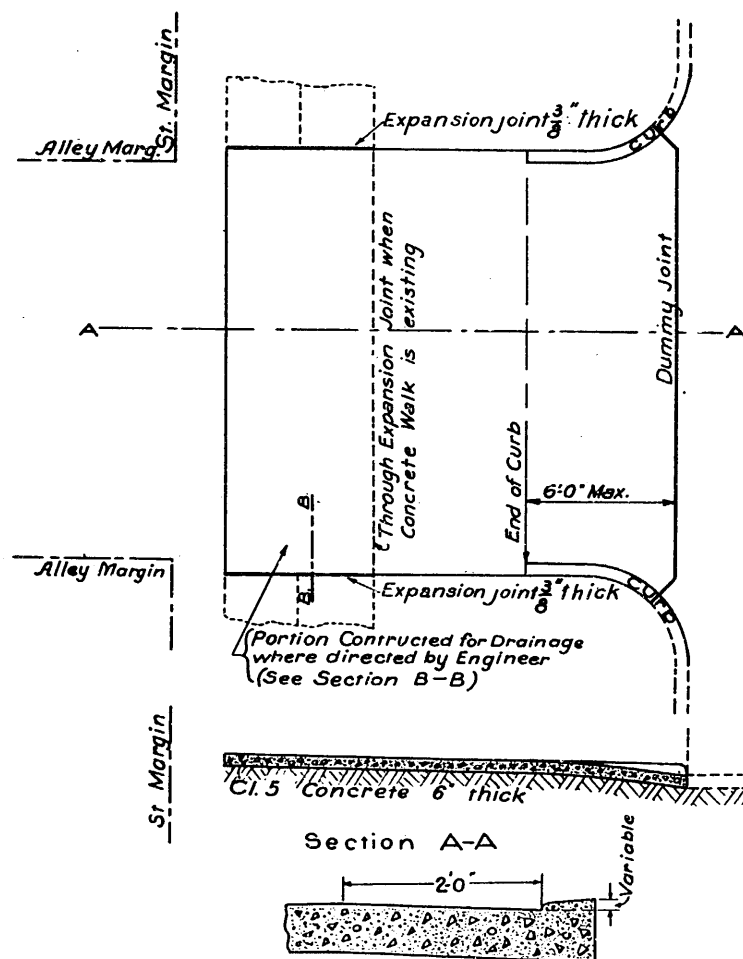 St. Margin
Alley Marg.
Expansion joint 3/8" thick
CURB
Through Expansion Joint when
Concrete Walk is existing
Dummy Joint
A
A
End of Curb
6'-0" Max.
B
B
Alley Margin
Expansion joint 3/8" thick
CURB
Portion Contructed for Drainage
where directed by Engineer
(See Section B-B)
St Margin
Cl. 5 Concrete 6" thick
Section A-A
2'-0"
Variable